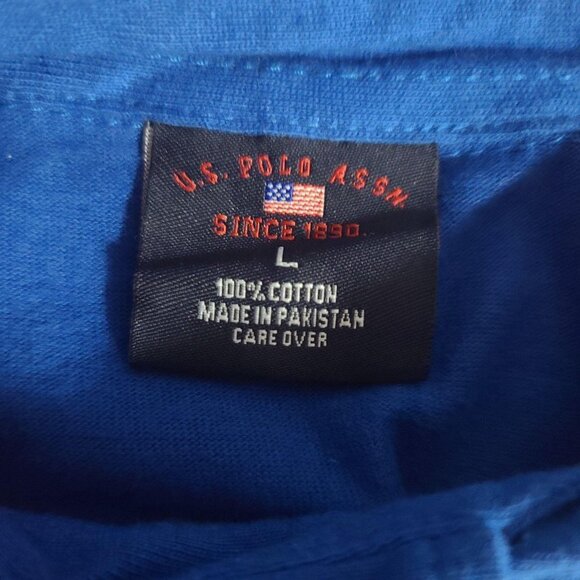 U.S. POLO ASSN.
SINCE 1890
L
100% COTTON
MADE IN PAKISTAN
CARE OVER